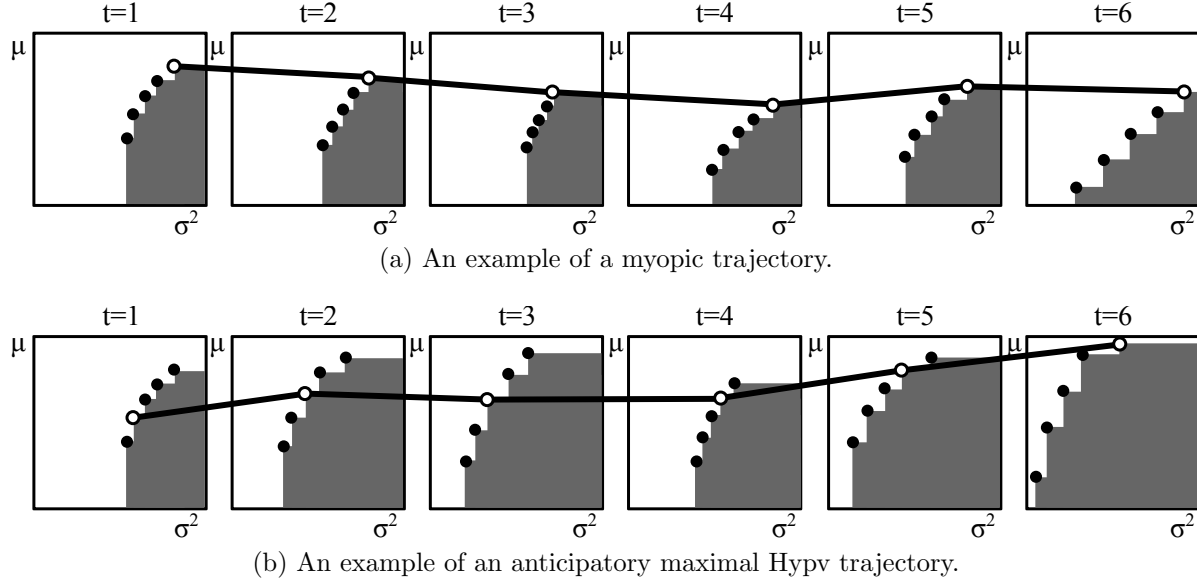 t=1 t=2 t=3 t=4 t=5 t=6
μ μ μ μ μ μ
σ² σ² σ² σ² σ² σ²
(a) An example of a myopic trajectory.
t=1 t=2 t=3 t=4 t=5 t=6
μ μ μ μ μ μ
σ² σ² σ² σ² σ² σ²
(b) An example of an anticipatory maximal Hypv trajectory.